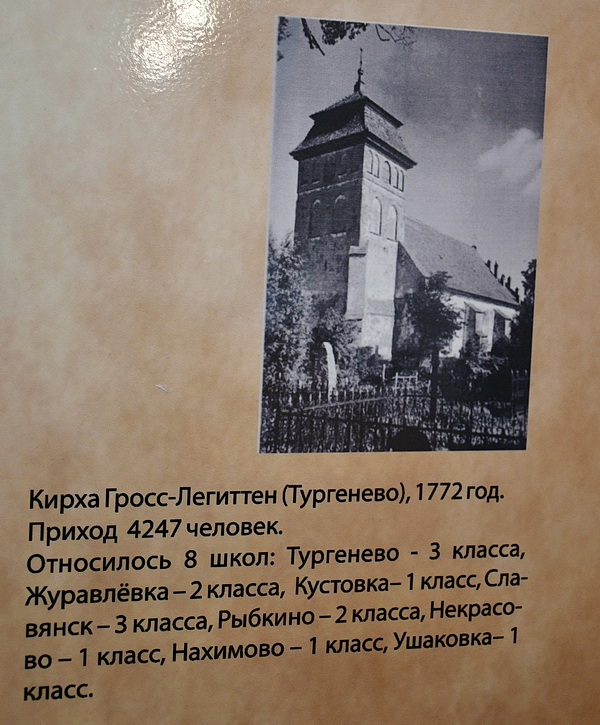 Кирха Гросс-Легиттен (Тургенево), 1772 год.
Приход 4247 человек.
Относилось 8 школ: Тургенево - 3 класса,
Журавлёвка – 2 класса, Кустовка– 1 класс, Сла-
вянск – 3 класса, Рыбкино – 2 класса, Некрасо-
во – 1 класс, Нахимово – 1 класс, Ушаковка– 1
класс.